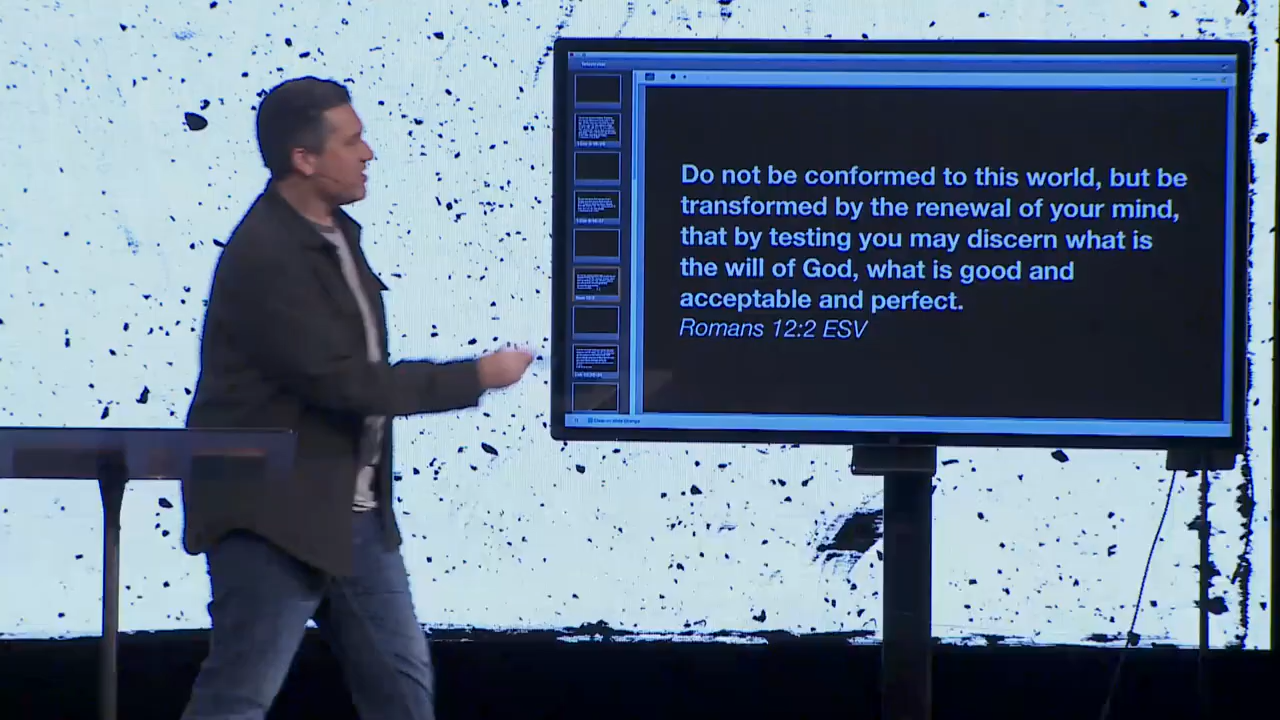 Do not be conformed to this world, but be
transformed by the renewal of your mind,
that by testing you may discern what is
the will of God, what is good and
acceptable and perfect.
Romans 12:2 ESV